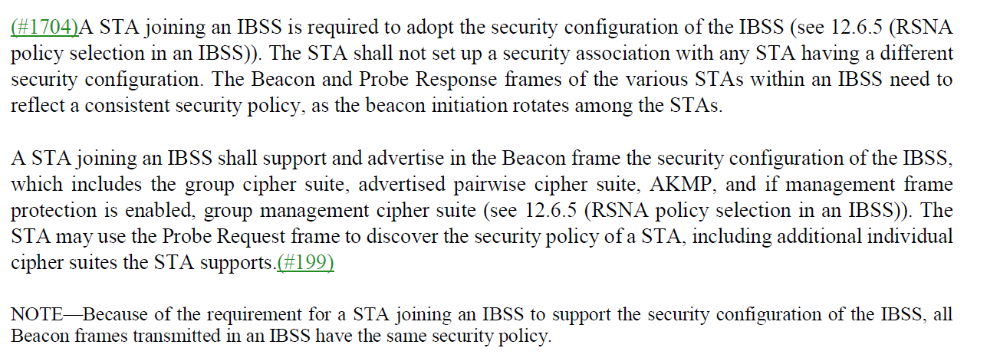 (#1704)A STA joining an IBSS is required to adopt the security configuration of the IBSS (see 12.6.5 (RSNA
policy selection in an IBSS)). The STA shall not set up a security association with any STA having a different
security configuration. The Beacon and Probe Response frames of the various STAs within an IBSS need to
reflect a consistent security policy, as the beacon initiation rotates among the STAs.
A STA joining an IBSS shall support and advertise in the Beacon frame the security configuration of the IBSS,
which includes the group cipher suite, advertised pairwise cipher suite, AKMP, and if management frame
protection is enabled, group management cipher suite (see 12.6.5 (RSNA policy selection in an IBSS)). The
STA may use the Probe Request frame to discover the security policy of a STA, including additional individual
cipher suites the STA supports.(#199)
NOTE—Because of the requirement for a STA joining an IBSS to support the security configuration of the IBSS, all
Beacon frames transmitted in an IBSS have the same security policy.